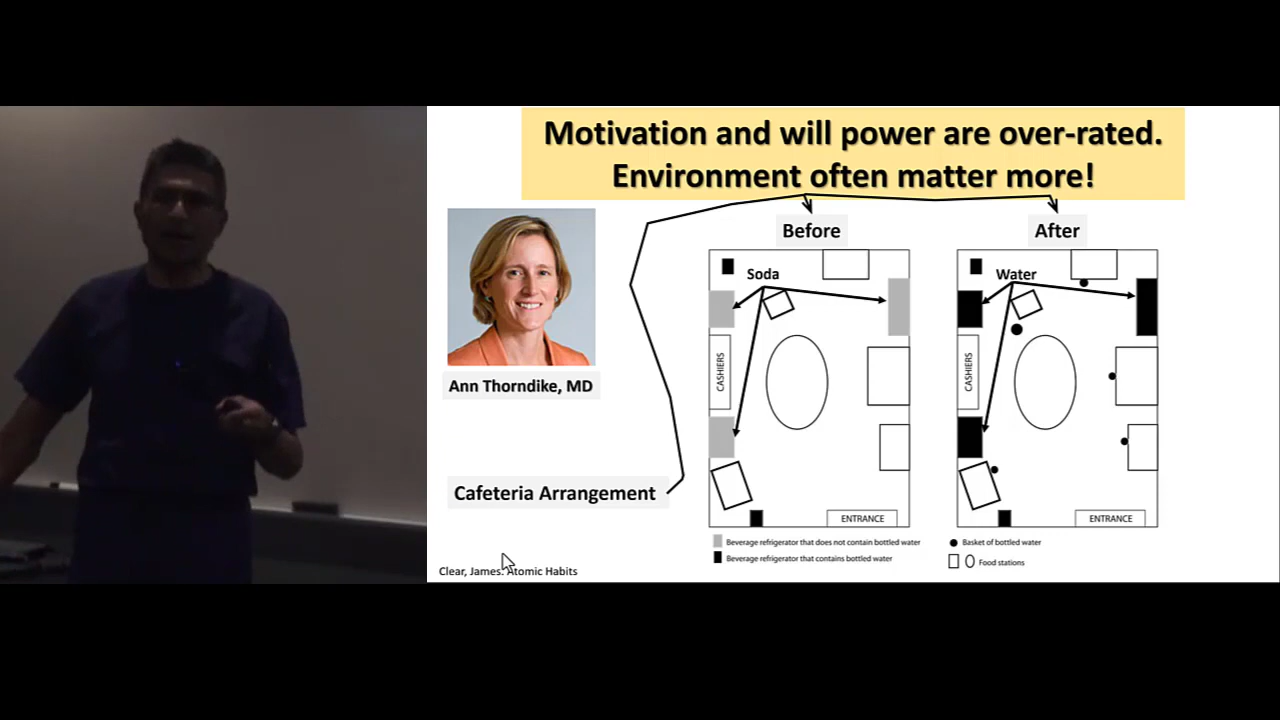 Motivation and will power are over-rated.
Environment often matter more!
Before
After
Soda
Water
CASHIERS
CASHIERS
Ann Thorndike, MD
Cafeteria Arrangement
ENTRANCE
ENTRANCE
Beverage refrigerator that does not contain bottled water
Beverage refrigerator that contains bottled water
Basket of bottled water
Food stations
Clear, James: Atomic Habits